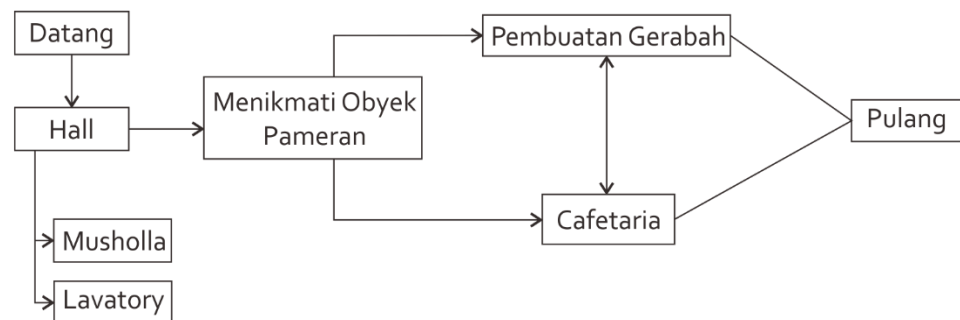 Datang
Hall
Musholla
Lavatory
Menikmati Obyek
Pameran
Pembuatan Gerabah
Cafetaria
Pulang